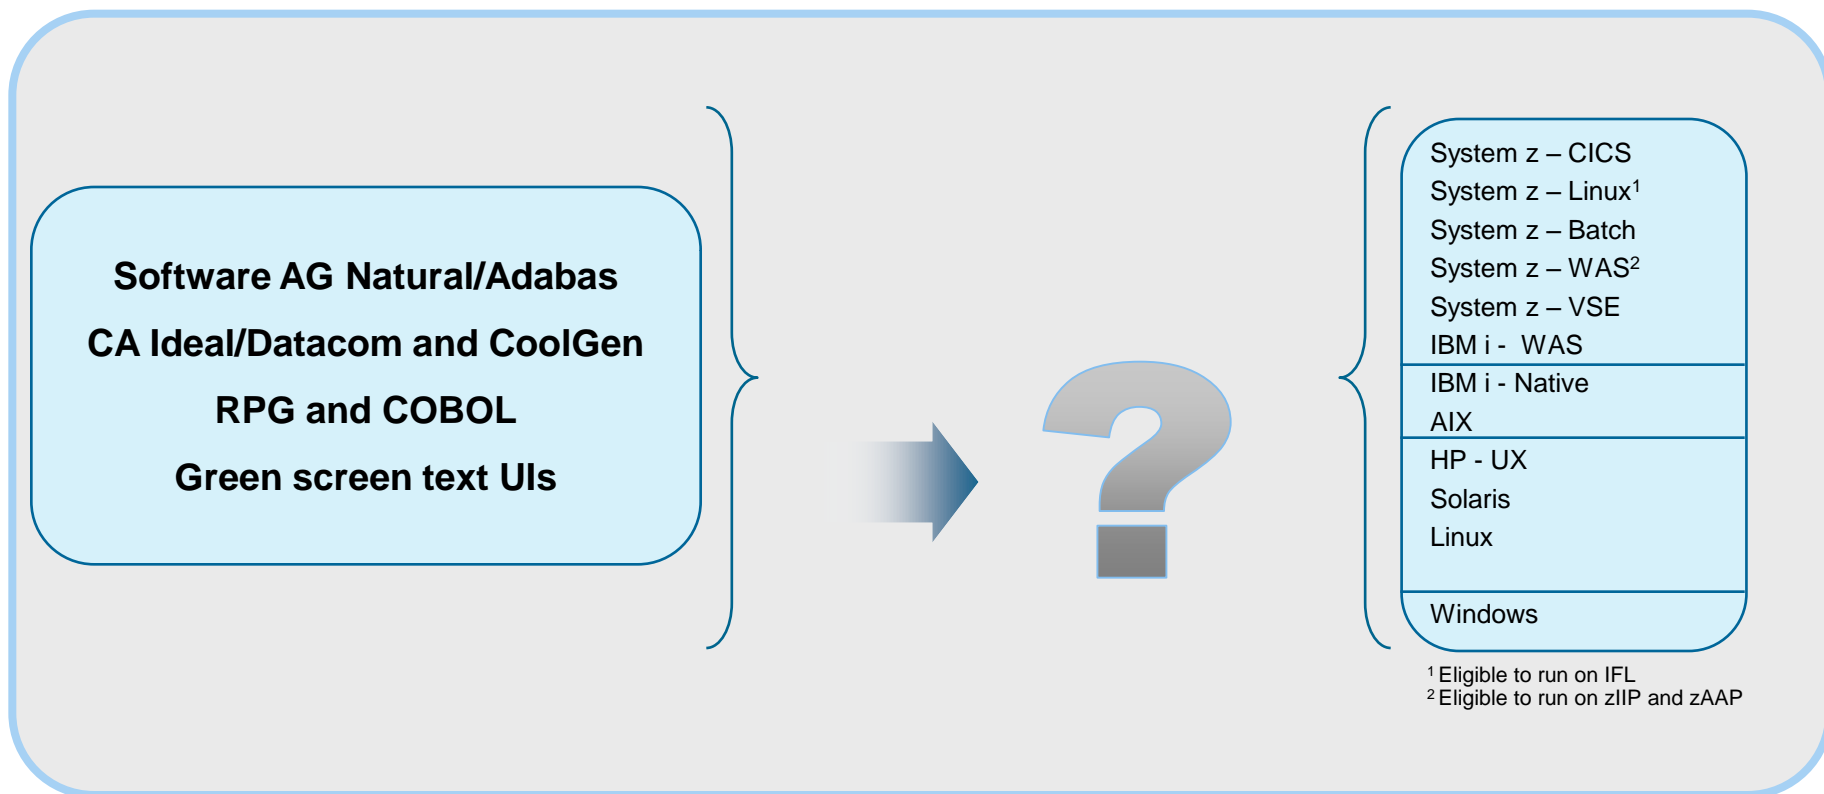 Software AG Natural/Adabas
CA Ideal/Datacom and CoolGen
RPG and COBOL
Green screen text UIs
?
System z – CICS
System z – Linux¹
System z – Batch
System z – WAS²
System z – VSE
IBM i - WAS
IBM i - Native
AIX
HP - UX
Solaris
Linux
Windows
¹ Eligible to run on IFL
² Eligible to run on zIIP and zAAP